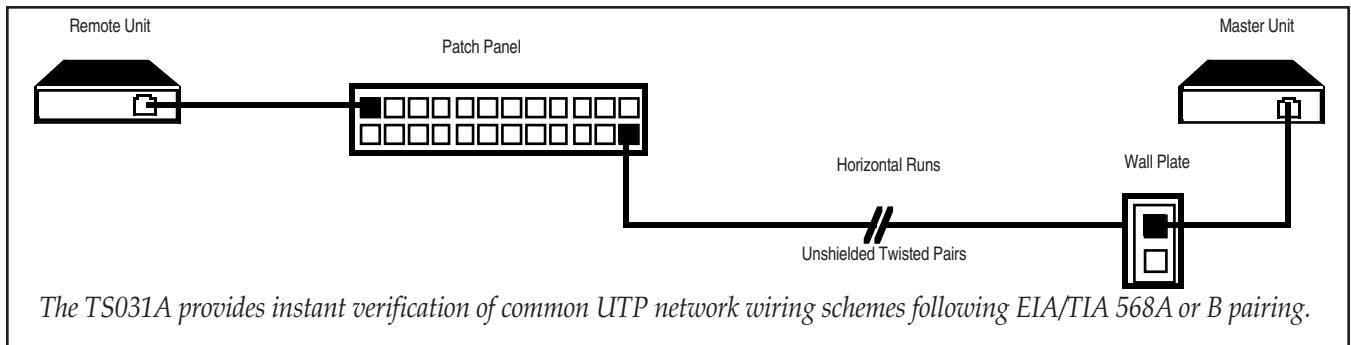 Remote Unit
Patch Panel
Master Unit
Horizontal Runs
Wall Plate
Unshielded Twisted Pairs
The TS031A provides instant verification of common UTP network wiring schemes following EIA/TIA 568A or B pairing.